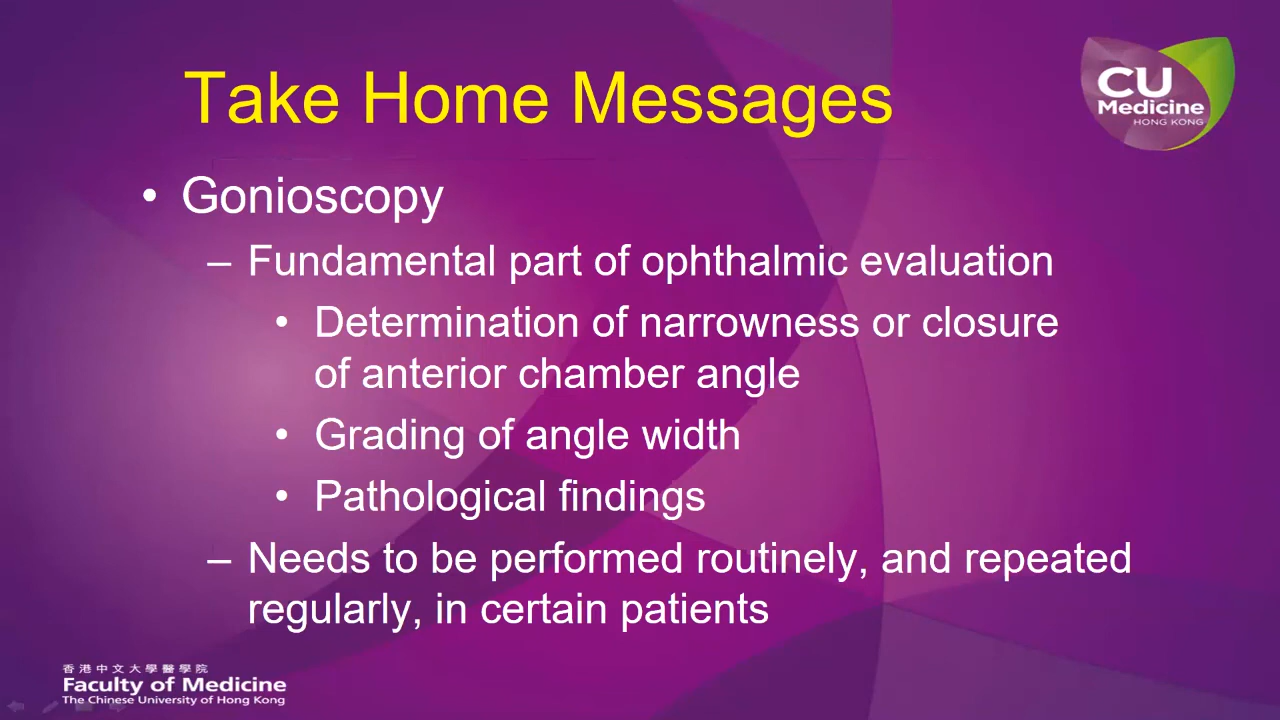 Take Home Messages
CU
Medicine
HONG KONG
• Gonioscopy
– Fundamental part of ophthalmic evaluation
• Determination of narrowness or closure
of anterior chamber angle
• Grading of angle width
• Pathological findings
– Needs to be performed routinely, and repeated
regularly, in certain patients
香港中文大學醫學院
Faculty of Medicine
The Chinese University of Hong Kong